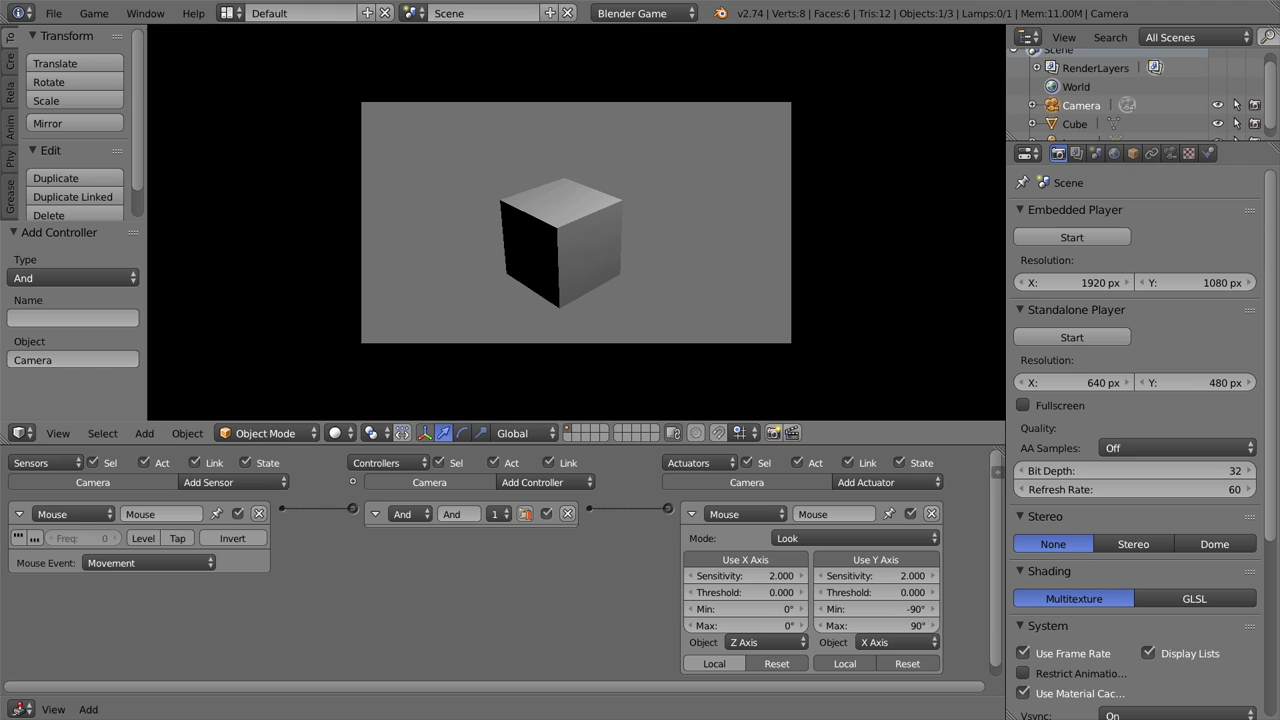 File Game Window Help Default Scene Blender Game v2.74 | Verts:8 | Faces:6 | Tris:12 | Objects:1/3 | Lamps:0/1 | Mem:11.00M | Camera
To
Cre
Rela
Anim
Phy
Grease
Transform
Translate
Rotate
Scale
Mirror
Edit
Duplicate
Duplicate Linked
Delete
Add Controller
Type
And
Name
Object
Camera
View Search All Scenes
Scene
RenderLayers
World
Camera
Cube
Scene
Embedded Player
Start
Resolution:
X: 1920 px Y: 1080 px
Standalone Player
Start
Resolution:
X: 640 px Y: 480 px
Fullscreen
Quality:
AA Samples: Off
Bit Depth: 32
Refresh Rate: 60
Stereo
None Stereo Dome
Shading
Multitexture GLSL
System
Use Frame Rate Display Lists
Restrict Animatio...
Use Material Cac...
Vsync: On
View Select Add Object Object Mode Global
Sensors Sel Act Link State Controllers Sel Act Link Actuators Sel Act Link State
Camera Add Sensor Camera Add Controller Camera Add Actuator
Mouse Mouse And And 1 Mouse Mouse
Freq: 0 Level Tap Invert Mode: Look
Mouse Event: Movement
Use X Axis Use Y Axis
Sensitivity: 2.000 Sensitivity: 2.000
Threshold: 0.000 Threshold: 0.000
Min: 0° Min: -90°
Max: 0° Max: 90°
Object Z Axis Object X Axis
Local Reset Local Reset
View Add